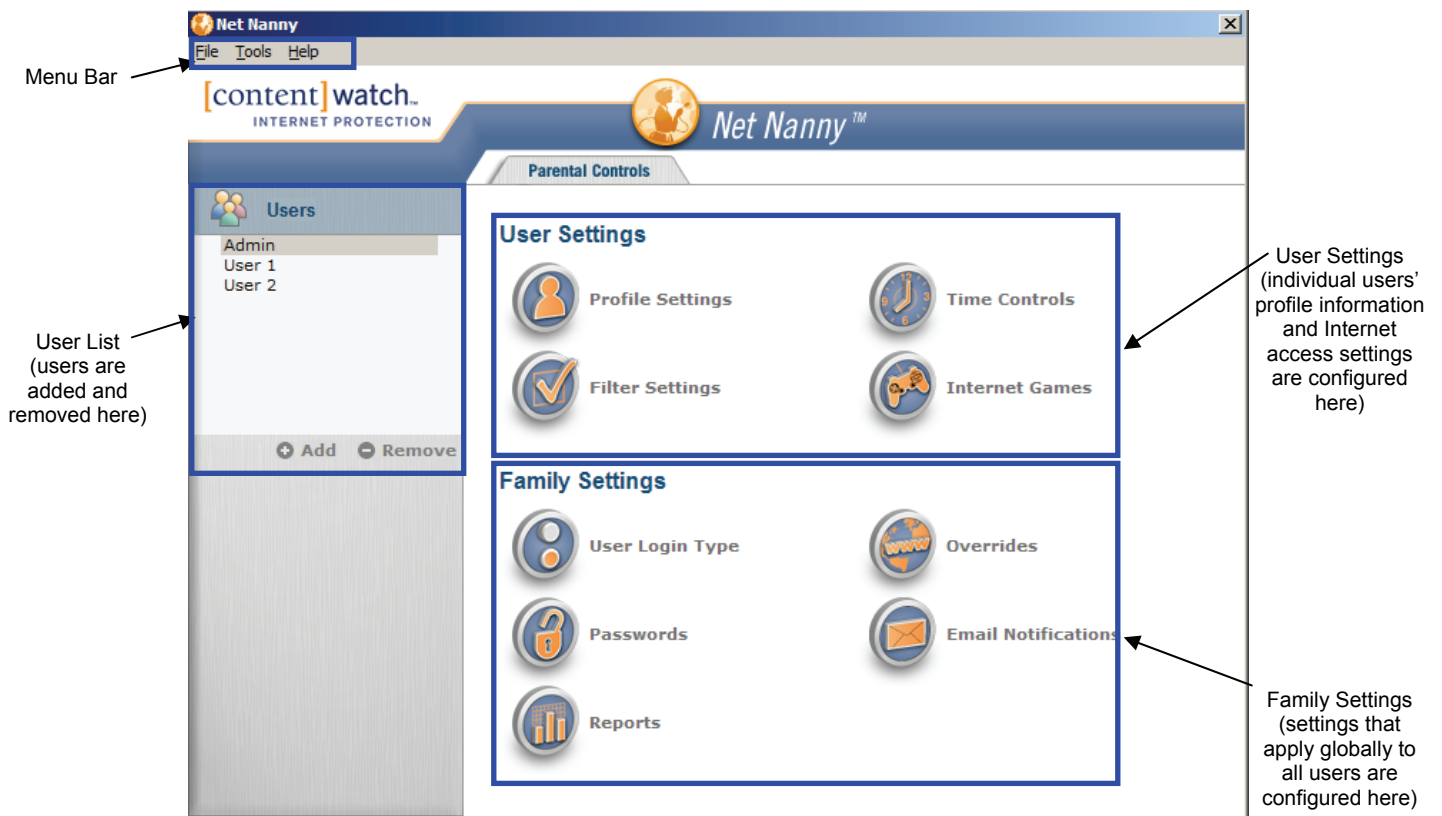 Net Nanny
File Tools Help
Menu Bar
[content]watch™
INTERNET PROTECTION
Net Nanny™
Parental Controls
Users
Admin
User 1
User 2
Add Remove
User List
(users are
added and
removed here)
User Settings
Profile Settings
Time Controls
Filter Settings
Internet Games
User Settings
(individual users’
profile information
and Internet
access settings
are configured
here)
Family Settings
User Login Type
Overrides
www
Passwords
Email Notifications
Reports
Family Settings
(settings that
apply globally to
all users are
configured here)